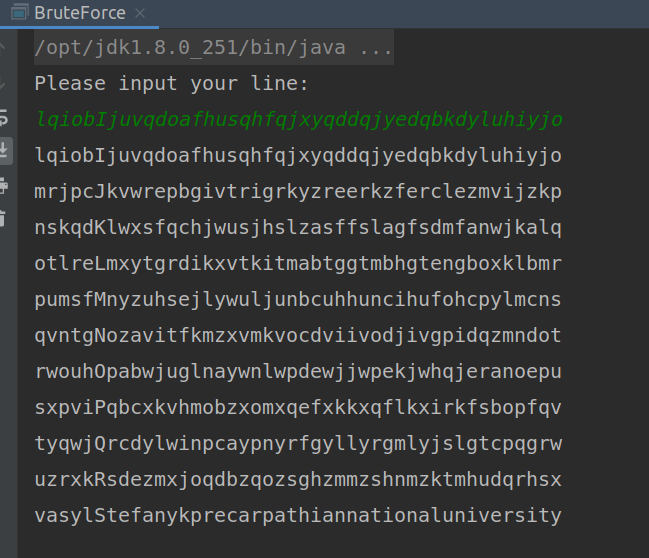 BruteForce
/opt/jdk1.8.0_251/bin/java ...
Please input your line:
lqiobIjuvqdoafhusqhfqjxyqddqjyedqbkdyluhiyjo
lqiobIjuvqdoafhusqhfqjxyqddqjyedqbkdyluhiyjo
mrjpcJkvwrepbgivtrigrkyzreerkzferclezmvijzkp
nskqdKlwxsfqchjwusjhslzasffslagfsdmfanwjkalq
otlreLmxytgrdikxvtkitmabtggtmbhgtengboxklbmr
pumsfMnyzuhsejlywuljunbcuhhuncihufohcpylmcns
qvntgNozavitfkmzxvmkvocdviivodjivgpidqzmndot
rwouhOpabwjuglnaywnlwpdewjjwpekjwhqjeranoepu
sxpviPqbcxkvhmobzxomxqefxkkxqflkxirkfsbopfqv
tyqwjQrcdylwinpcaypnyrfgyllyrgmlyjslgtcpqgrw
uzrxkRsdezmxjoqdbzqozsghzmmzshnmzktmhudqrhsx
vasylStefanykprecarpathiannationaluniversity